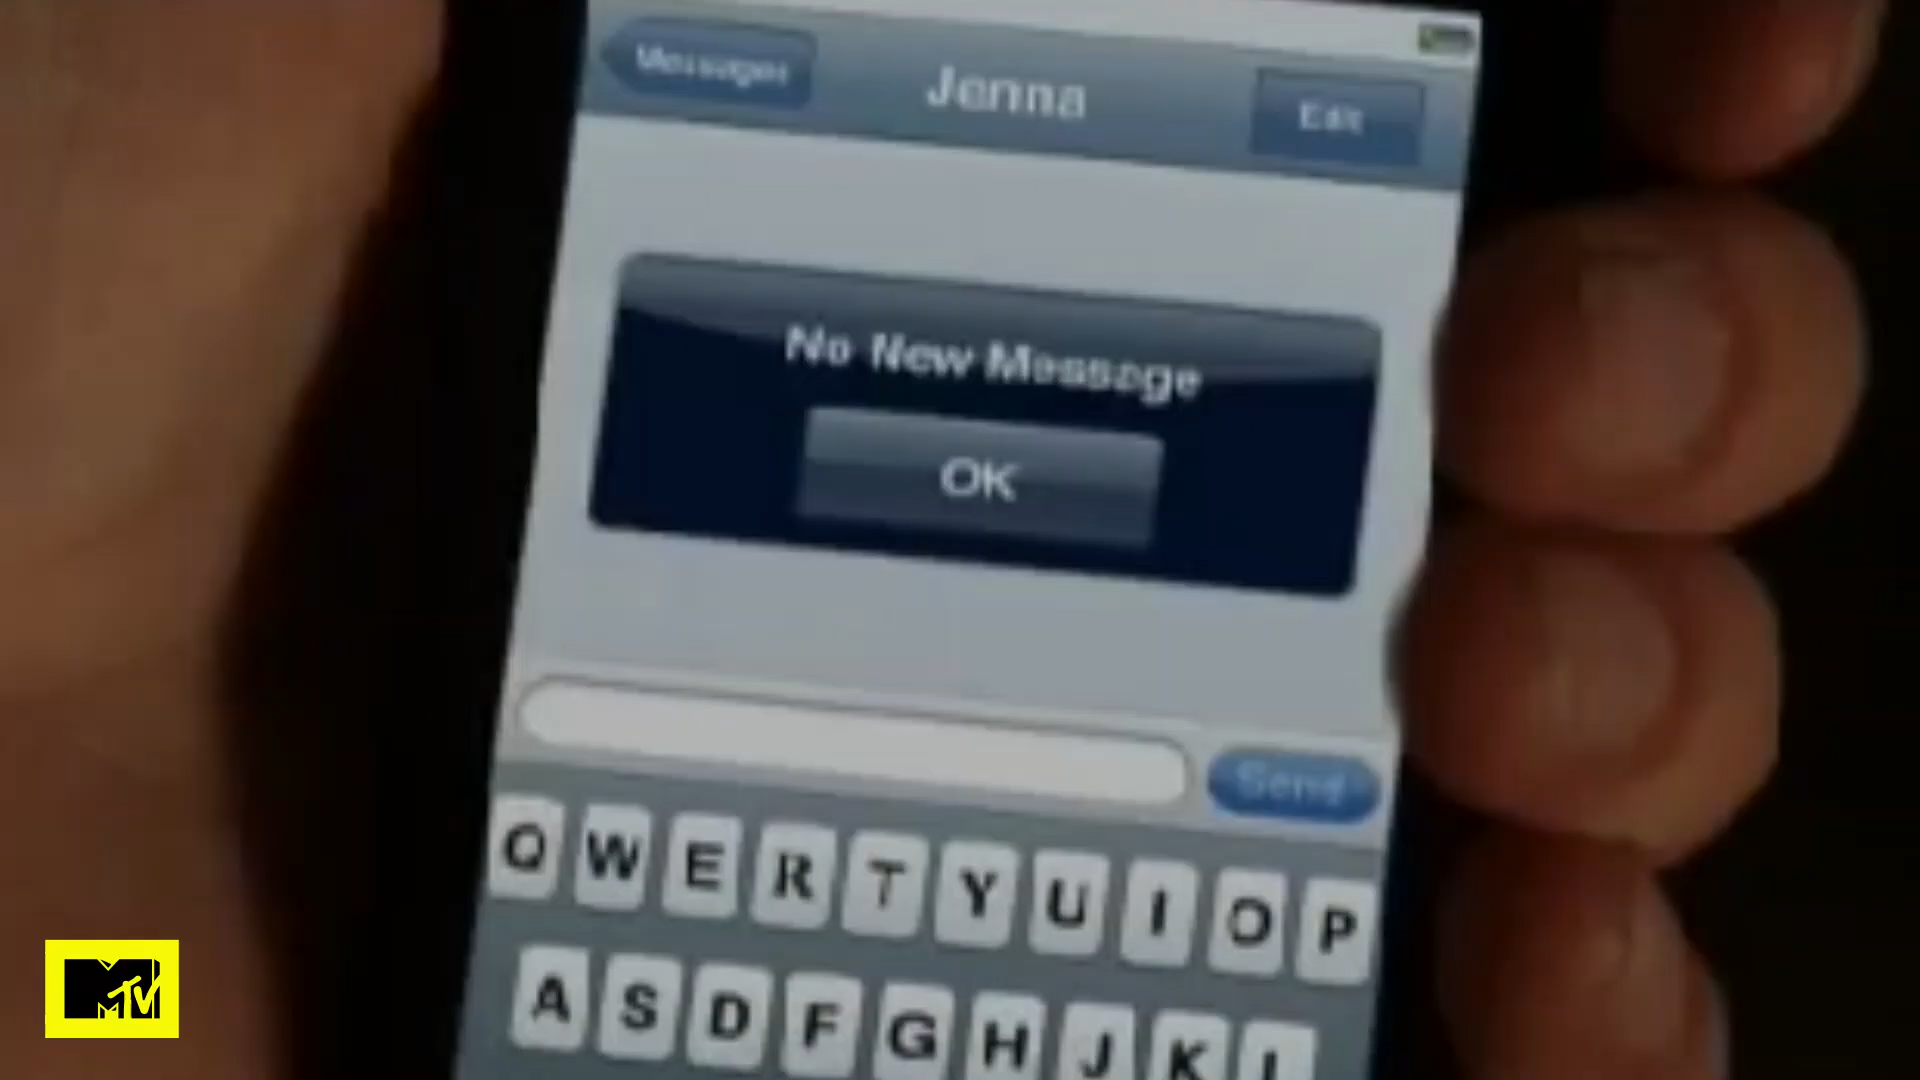 Messages
Jenna
Edit
No New Message
OK
Send
Q W E R T Y U I O P
A S D F G H J K L
MTV